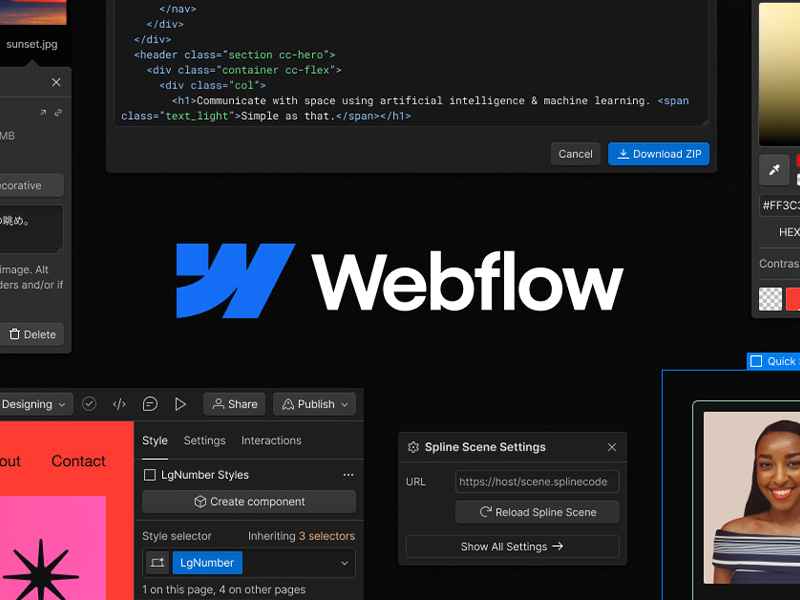 sunset.jpg
MB
ecorative
の眺め。
image. Alt
ders and/or if
Delete
</nav>
</div>
</div>
<header class="section cc-hero">
<div class="container cc-flex">
<div class="col">
<h1>Communicate with space using artificial intelligence & machine learning. <span
class="text_light">Simple as that.</span></h1>
Cancel
Download ZIP
#FF3C3
HEX
Contras
Webflow
Designing
</>
Share
Publish
out
Contact
Style
Settings
Interactions
LgNumber Styles
Create component
Style selector
Inheriting 3 selectors
LgNumber
1 on this page, 4 on other pages
Spline Scene Settings
URL
https://host/scene.splinecode
Reload Spline Scene
Show All Settings
Quick